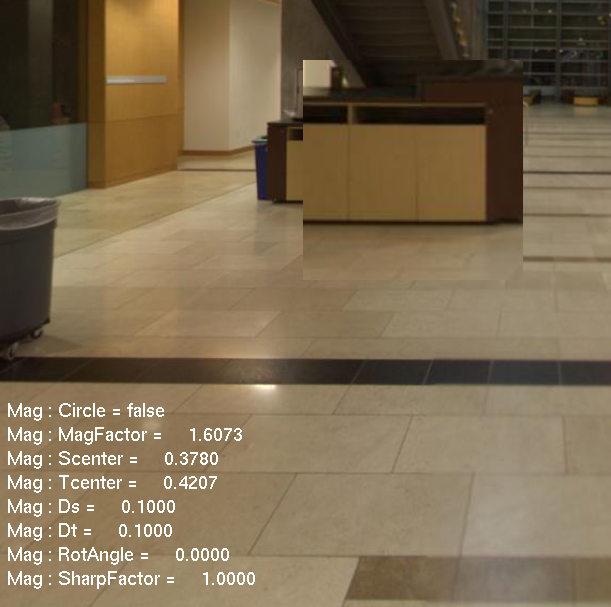 Mag : Circle = false
Mag : MagFactor = 1.6073
Mag : Scenter = 0.3780
Mag : Tcenter = 0.4207
Mag : Ds = 0.1000
Mag : Dt = 0.1000
Mag : RotAngle = 0.0000
Mag : SharpFactor = 1.0000